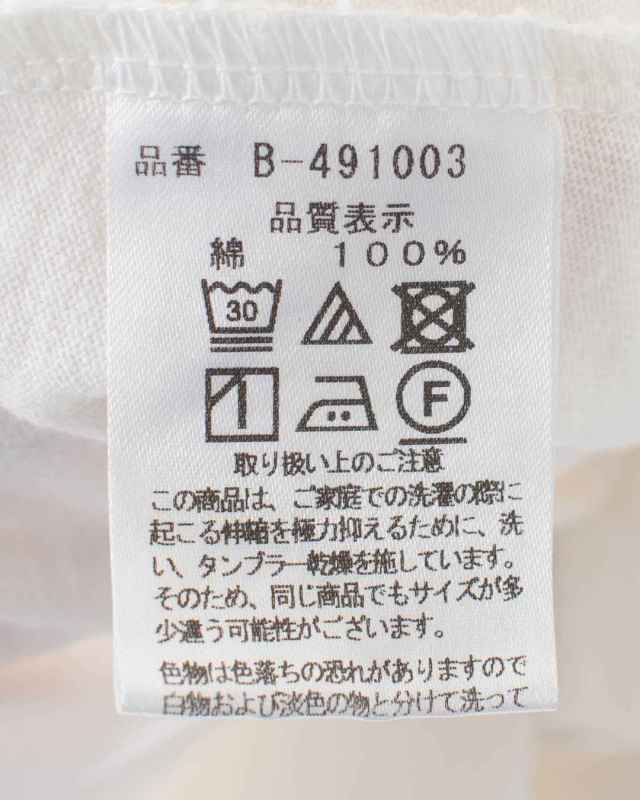 品番 B-491003
品質表示
綿 100%
30
F
取り扱い上のご注意
この商品は、ご家庭での洗濯の際に
起こる伸縮を極力抑えるために、洗
い、タンブラー乾燥を施しています。
そのため、同じ商品でもサイズが多
少違う可能性がございます。
色物は色落ちの恐れがありますので
白物および淡色の物と分けて洗って